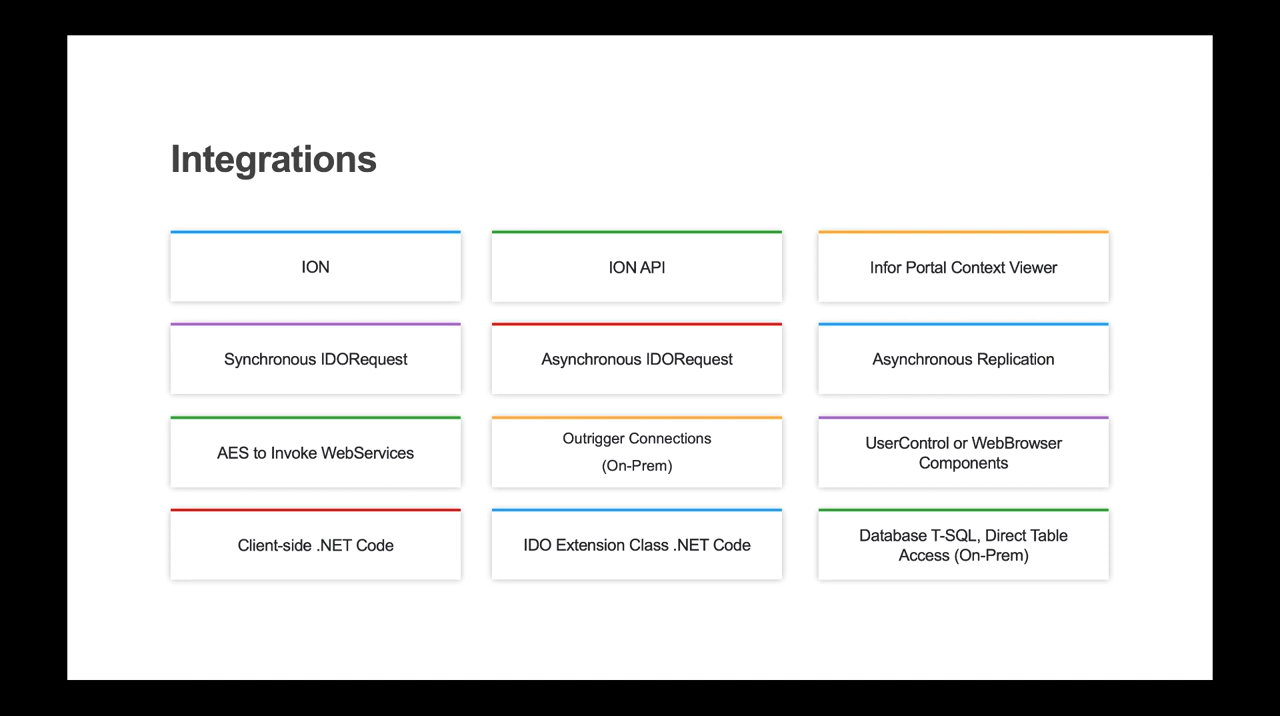 Integrations
ION
ION API
Infor Portal Context Viewer
Synchronous IDORequest
Asynchronous IDORequest
Asynchronous Replication
AES to Invoke WebServices
Outrigger Connections
(On-Prem)
UserControl or WebBrowser
Components
Client-side .NET Code
IDO Extension Class .NET Code
Database T-SQL, Direct Table
Access (On-Prem)